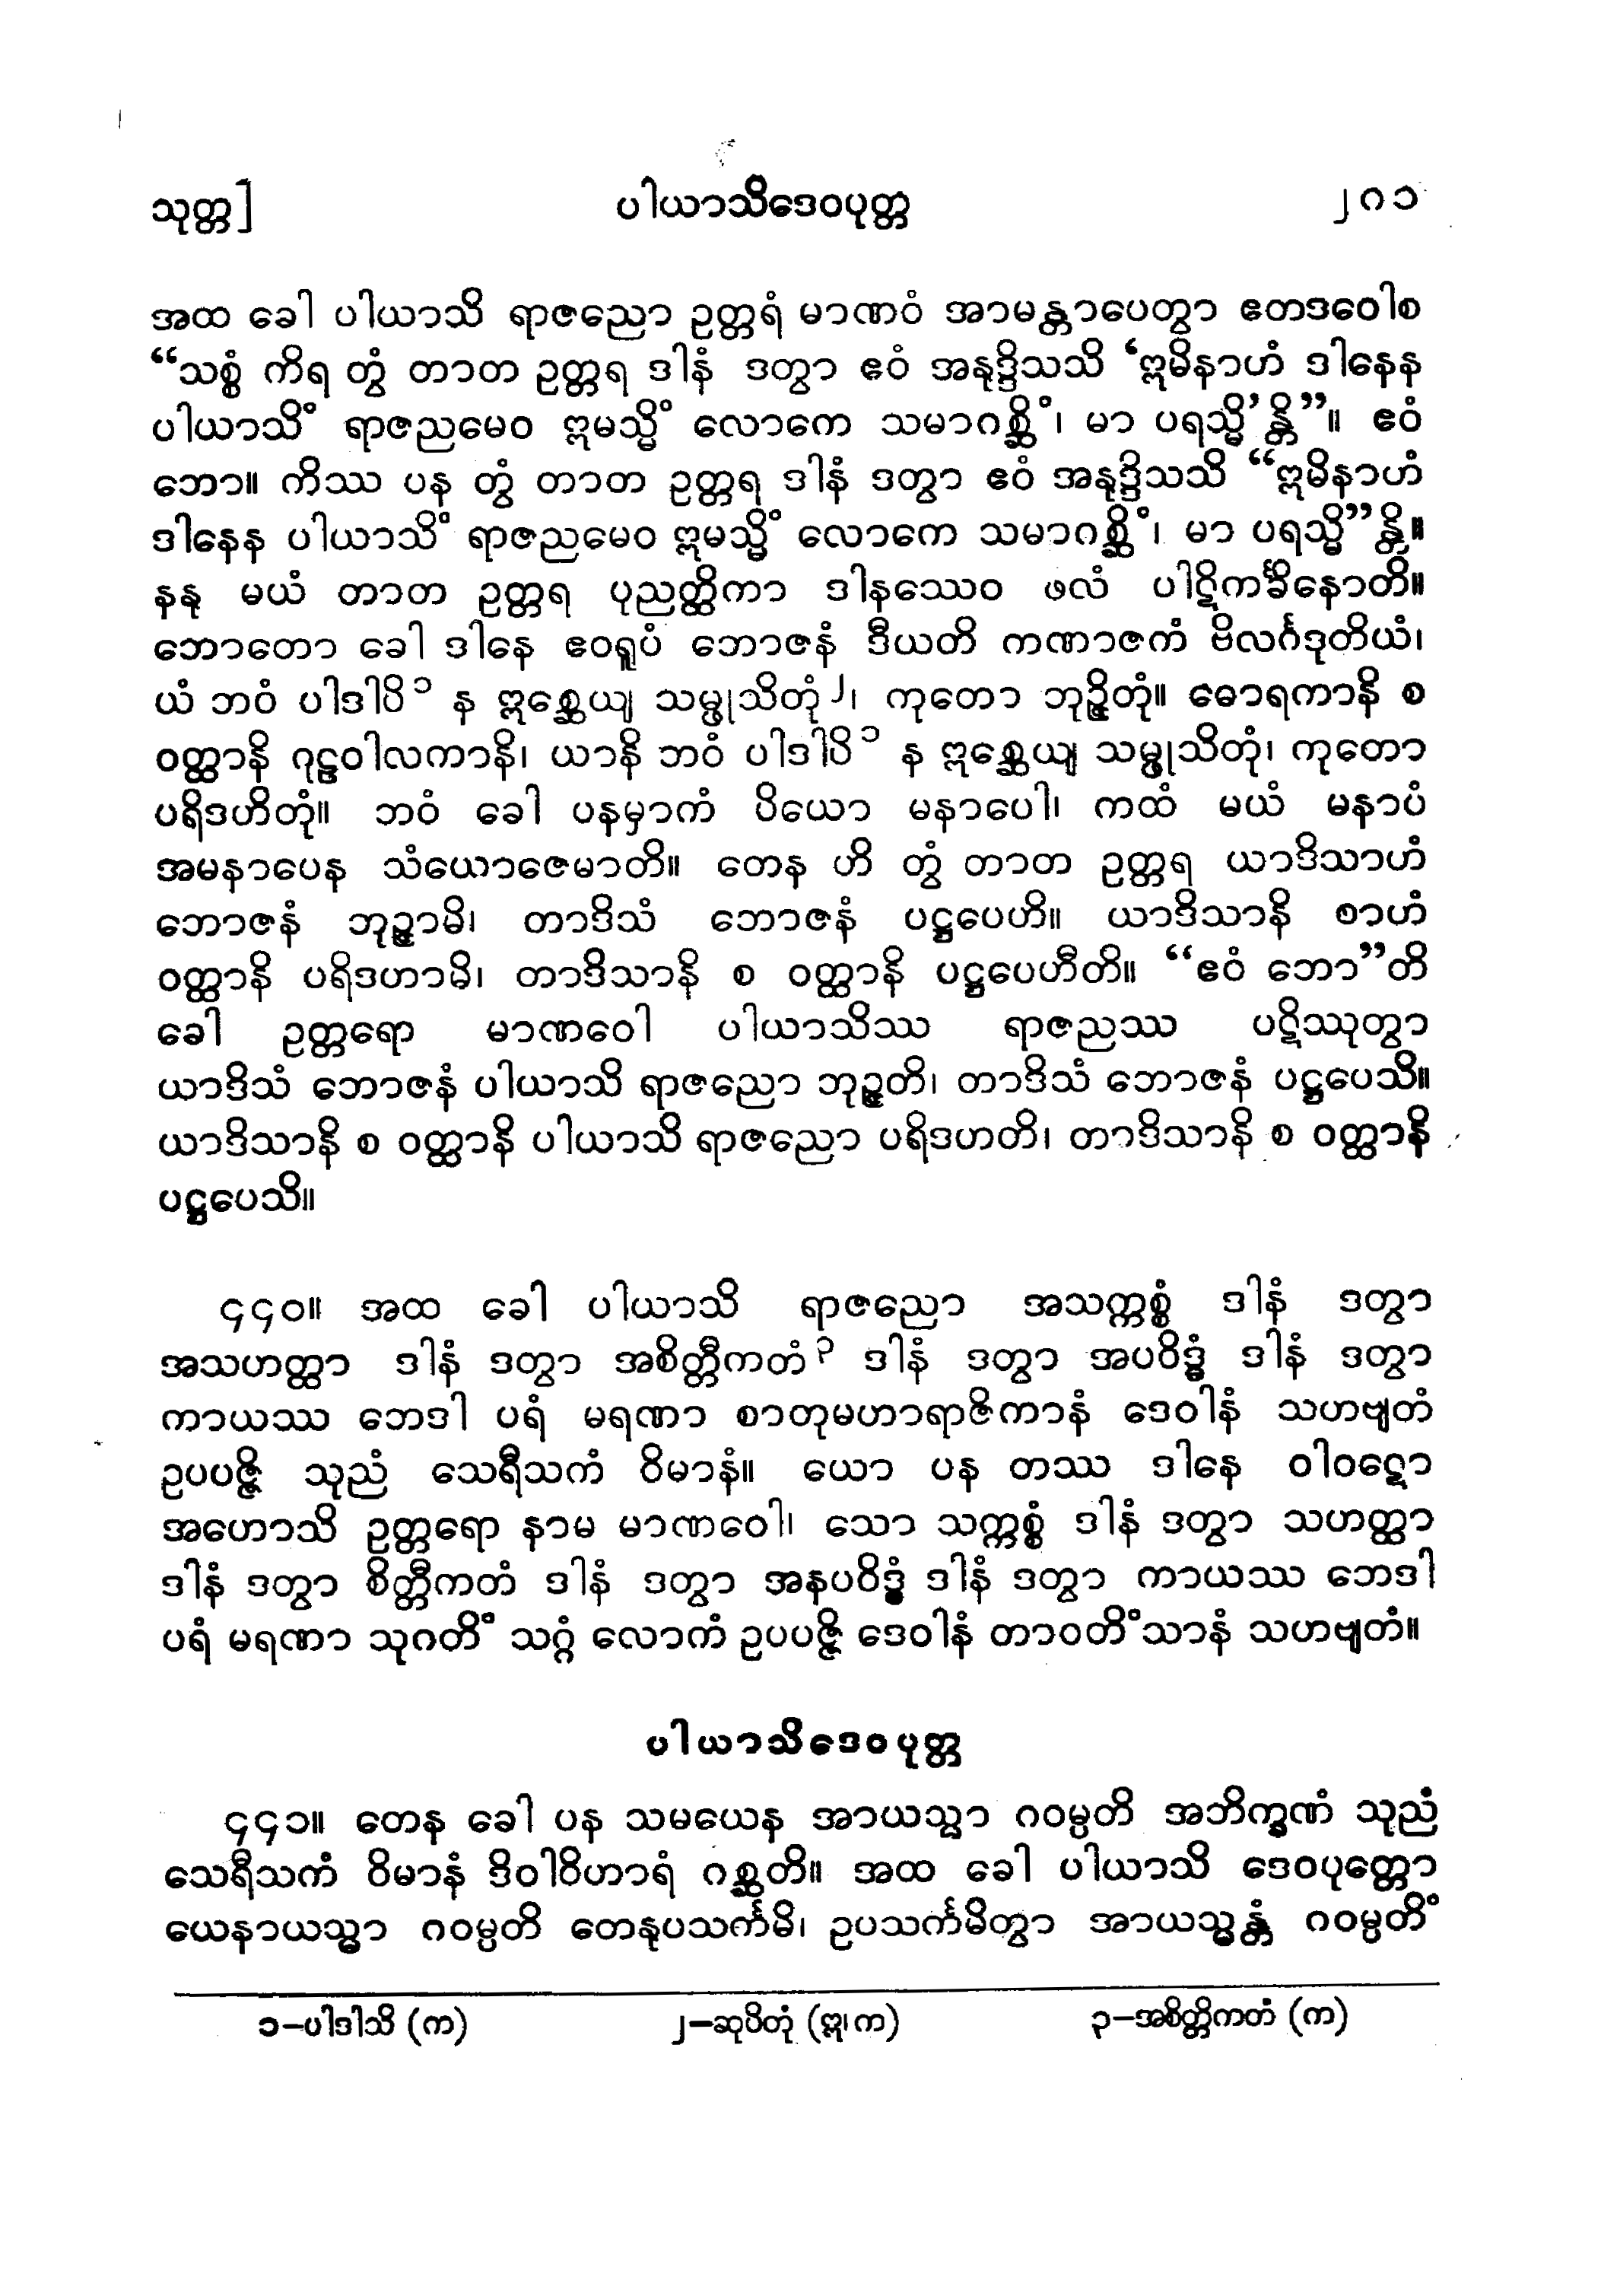 သုတ္တ] ပါယာသိဒေဝပုတ္တ ၂၈၁
အထ ခေါ ပါယာသိ ရာဇညော ဥတ္တရံ မာဏဝံ အာမန္တာပေတွာ ဧတဒဝေါစ
“သစ္စံ ကိရ တွံ တာတ ဥတ္တရ ဒါနံ ဒတွာ ဧဝံ အနုဒ္ဒိသသိ ‘ဣမိနာဟံ ဒါနေန
ပါယာသိံ ရာဇညမေဝ ဣမသ္မိံ လောကေ သမာဂစ္ဆိံ၊ မာ ပရသ္မိ’န္တိ”။ ဧဝံ
ဘော။ ကိဿ ပန တွံ တာတ ဥတ္တရ ဒါနံ ဒတွာ ဧဝံ အနုဒ္ဒိသသိ “ဣမိနာဟံ
ဒါနေန ပါယာသိံ ရာဇညမေဝ ဣမသ္မိံ လောကေ သမာဂစ္ဆိံ၊ မာ ပရသ္မိ”န္တိ။
နနု မယံ တာတ ဥတ္တရ ပုညတ္ထိကာ ဒါနဿေဝ ဖလံ ပါဋိကင်္ခိနောတိ။
ဘောတော ခေါ ဒါနေ ဧဝရူပံ ဘောဇနံ ဒီယတိ ကဏာဇကံ ဗိလင်္ဂဒုတိယံ၊
ယံ ဘဝံ ပါဒါပိ၁ န ဣစ္ဆေယျ သမ္ဖုသိတုံ၂၊ ကုတော ဘုဉ္ဇိတုံ။ ဓောရကာနိ စ
ဝတ္ထာနိ ဂုဠဝါလကာနိ၊ ယာနိ ဘဝံ ပါဒါပိ၁ န ဣစ္ဆေယျ သမ္ဖုသိတုံ၊ ကုတော
ပရိဒဟိတုံ။ ဘဝံ ခေါ ပနမှာကံ ပိယော မနာပေါ၊ ကထံ မယံ မနာပံ
အမနာပေန သံယောဇေမာတိ။ တေန ဟိ တွံ တာတ ဥတ္တရ ယာဒိသာဟံ
ဘောဇနံ ဘုဉ္ဇာမိ၊ တာဒိသံ ဘောဇနံ ပဋ္ဌပေဟိ။ ယာဒိသာနိ စာဟံ
ဝတ္ထာနိ ပရိဒဟာမိ၊ တာဒိသာနိ စ ဝတ္ထာနိ ပဋ္ဌပေဟီတိ။ “ဧဝံ ဘော”တိ
ခေါ ဥတ္တရော မာဏဝေါ ပါယာသိဿ ရာဇညဿ ပဋိဿုတွာ
ယာဒိသံ ဘောဇနံ ပါယာသိ ရာဇညော ဘုဉ္ဇတိ၊ တာဒိသံ ဘောဇနံ ပဋ္ဌပေသိ။
ယာဒိသာနိ စ ဝတ္ထာနိ ပါယာသိ ရာဇညော ပရိဒဟတိ၊ တာဒိသာနိ စ ဝတ္ထာနိ
ပဋ္ဌပေသိ။
၄၄၀။ အထ ခေါ ပါယာသိ ရာဇညော အသက္ကစ္စံ ဒါနံ ဒတွာ
အသဟတ္ထာ ဒါနံ ဒတွာ အစိတ္တီကတံ၃ ဒါနံ ဒတွာ အပဝိဒ္ဓံ ဒါနံ ဒတွာ
ကာယဿ ဘေဒါ ပရံ မရဏာ စာတုမဟာရာဇိကာနံ ဒေဝါနံ သဟဗျတံ
ဥပပဇ္ဇိ သုညံ သေရီသကံ ဝိမာနံ။ ယော ပန တဿ ဒါနေ ဝါဝဋော
အဟောသိ ဥတ္တရော နာမ မာဏဝေါ၊ သော သက္ကစ္စံ ဒါနံ ဒတွာ သဟတ္ထာ
ဒါနံ ဒတွာ စိတ္တီကတံ ဒါနံ ဒတွာ အနပဝိဒ္ဓံ ဒါနံ ဒတွာ ကာယဿ ဘေဒါ
ပရံ မရဏာ သုဂတိံ သဂ္ဂံ လောကံ ဥပပဇ္ဇိ ဒေဝါနံ တာဝတိံသာနံ သဟဗျတံ။
ပါယာသိဒေဝပုတ္တ
၄၄၁။ တေန ခေါ ပန သမယေန အာယသ္မာ ဂဝမ္ပတိ အဘိက္ခဏံ သုညံ
သေရီသကံ ဝိမာနံ ဒိဝါဝိဟာရံ ဂစ္ဆတိ။ အထ ခေါ ပါယာသိ ဒေဝပုတ္တော
ယေနာယသ္မာ ဂဝမ္ပတိ တေနုပသင်္ကမိ၊ ဥပသင်္ကမိတွာ အာယသ္မန္တံ ဂဝမ္ပတိံ
၁–ပါဒါသိ (က) ၂–ဆုပိတုံ (ဣ၊ က) ၃–အစိတ္တိကတံ (က)